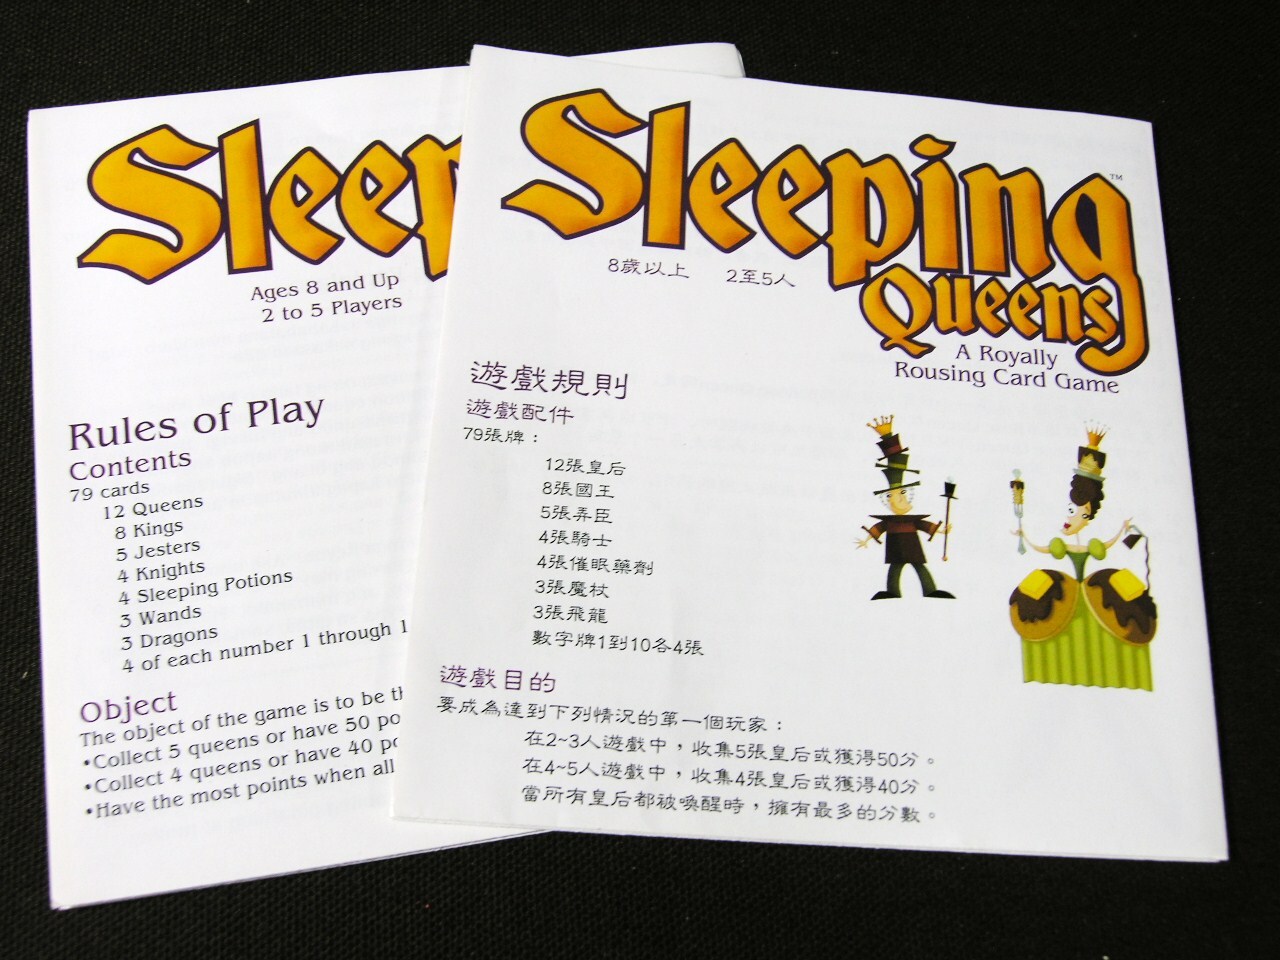 Sleep
Ages 8 and Up
2 to 5 Players
Rules of Play
Contents
79 cards
12 Queens
8 Kings
5 Jesters
4 Knights
4 Sleeping Potions
3 Wands
3 Dragons
4 of each number 1 through 1
Object
The object of the game is to be th
•Collect 5 queens or have 50 po
•Collect 4 queens or have 40 po
•Have the most points when all
Sleeping
Queens
™
A Royally
Rousing Card Game
8歲以上 2至5人
遊戲規則
遊戲配件
79張牌：
12張皇后
8張國王
5張弄臣
4張騎士
4張催眠藥劑
3張魔杖
3張飛龍
數字牌1到10各4張
遊戲目的
要成為達到下列情況的第一個玩家：
在2~3人遊戲中，收集5張皇后或獲得50分。
在4~5人遊戲中，收集4張皇后或獲得40分。
當所有皇后都被喚醒時，擁有最多的分數。